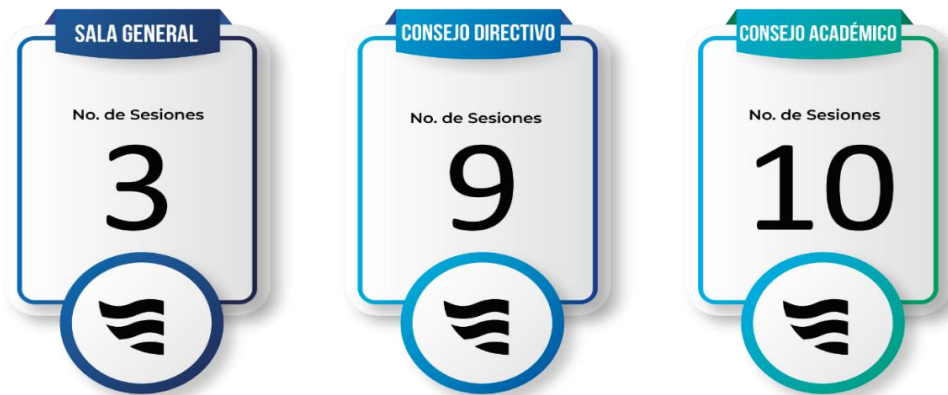 SALA GENERAL
No. de Sesiones
3
CONSEJO DIRECTIVO
No. de Sesiones
9
CONSEJO ACADÉMICO
No. de Sesiones
10